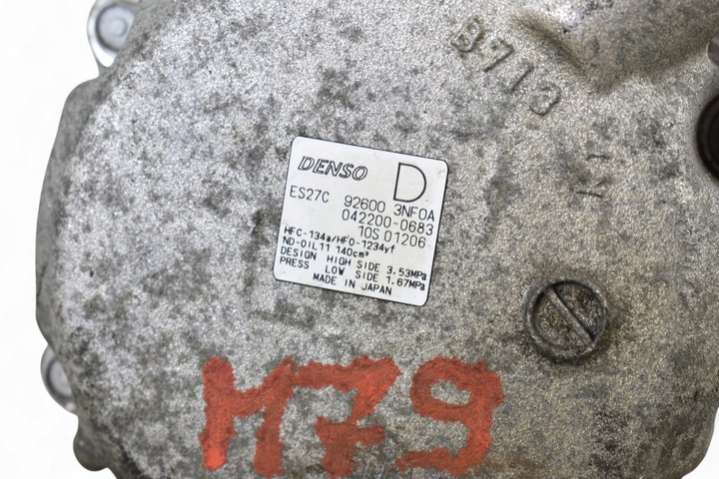 B713
DENSO D
ES27C 92600 3NF0A
042200-0683
10S 01206
HFC-134a/HFO-1234yf
ND-OIL11 140cm³
DESIGN HIGH SIDE 3.53MPa
PRESS LOW SIDE 1.67MPa
MADE IN JAPAN
M79